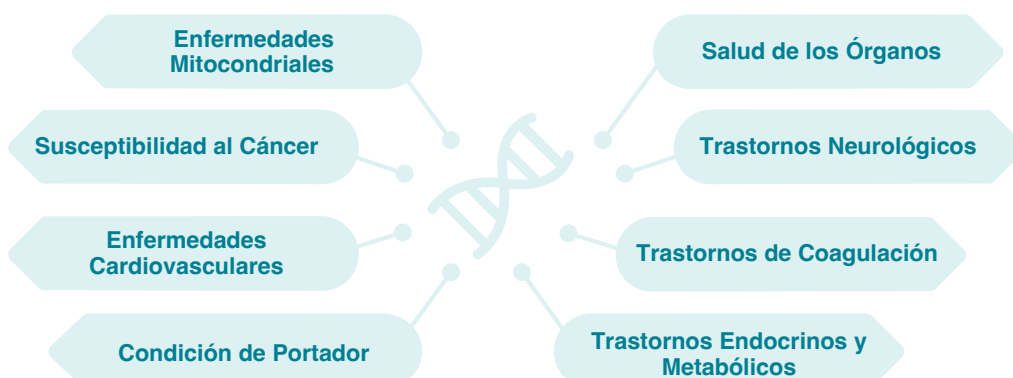 Enfermedades
Mitocondriales
Salud de los Órganos
Susceptibilidad al Cáncer
Trastornos Neurológicos
Enfermedades
Cardiovasculares
Trastornos de Coagulación
Condición de Portador
Trastornos Endocrinos y
Metabólicos